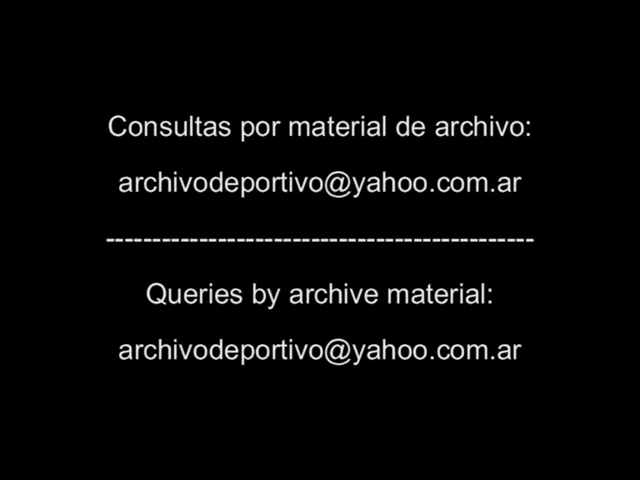 Consultas por material de archivo:
archivodeportivo@yahoo.com.ar
----------------------------------------------
Queries by archive material:
archivodeportivo@yahoo.com.ar